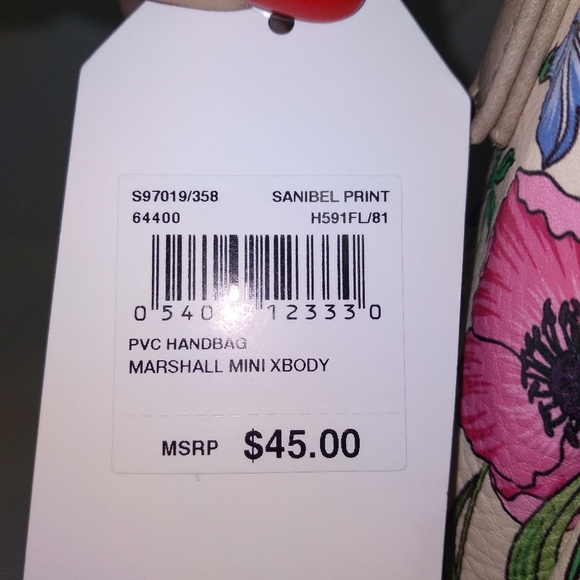 S97019/358 SANIBEL PRINT
64400 H591FL/81
0 540 12333 0
PVC HANDBAG
MARSHALL MINI XBODY
MSRP $45.00